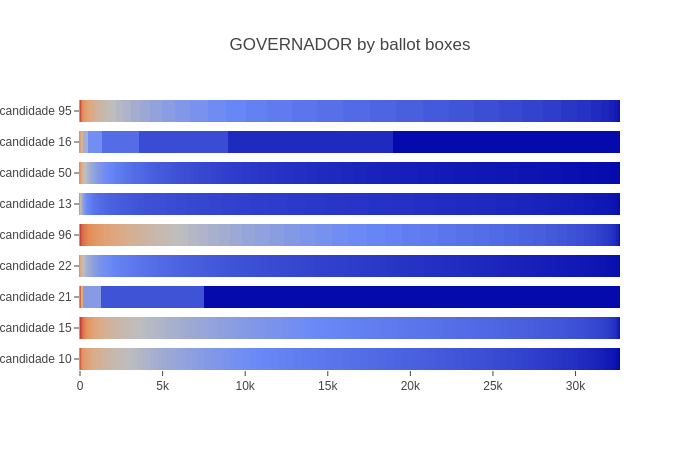 GOVERNADOR by ballot boxes
candidade 95
candidade 16
candidade 50
candidade 13
candidade 96
candidade 22
candidade 21
candidade 15
candidade 10
0 5k 10k 15k 20k 25k 30k